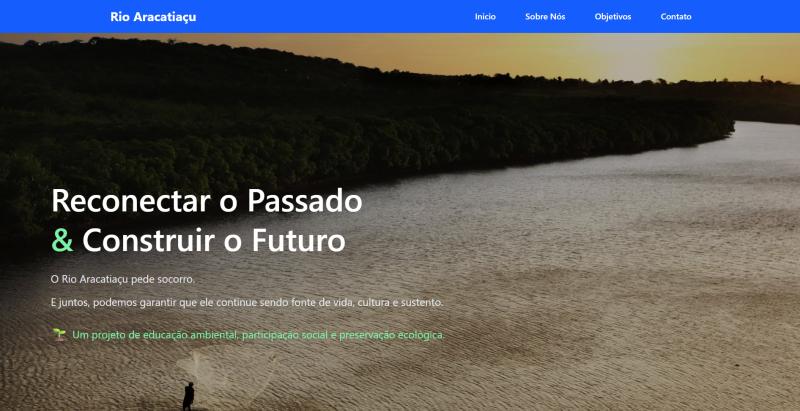 Rio Aracatiaçu
Início Sobre Nós Objetivos Contato
Reconectar o Passado
& Construir o Futuro
O Rio Aracatiaçu pede socorro.
E juntos, podemos garantir que ele continue sendo fonte de vida, cultura e sustento.
🌱 Um projeto de educação ambiental, participação social e preservação ecológica.